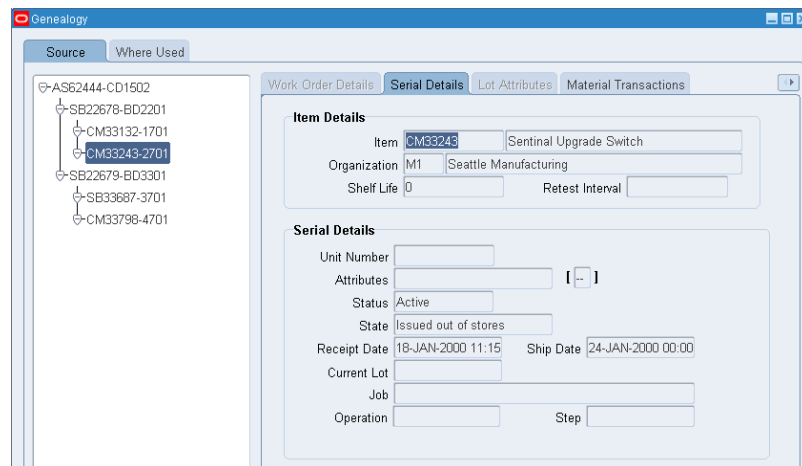 Genealogy
Source Where Used
AS62444-CD1502
SB22678-BD2201
CM33132-1701
CM33243-2701
SB22679-BD3301
SB33687-3701
CM33798-4701
Work Order Details Serial Details Lot Attributes Material Transactions
Item Details
Item CM33243 Sentinal Upgrade Switch
Organization M1 Seattle Manufacturing
Shelf Life 0 Retest Interval
Serial Details
Unit Number
Attributes [ -- ]
Status Active
State Issued out of stores
Receipt Date 18-JAN-2000 11:15 Ship Date 24-JAN-2000 00:00
Current Lot
Job
Operation Step